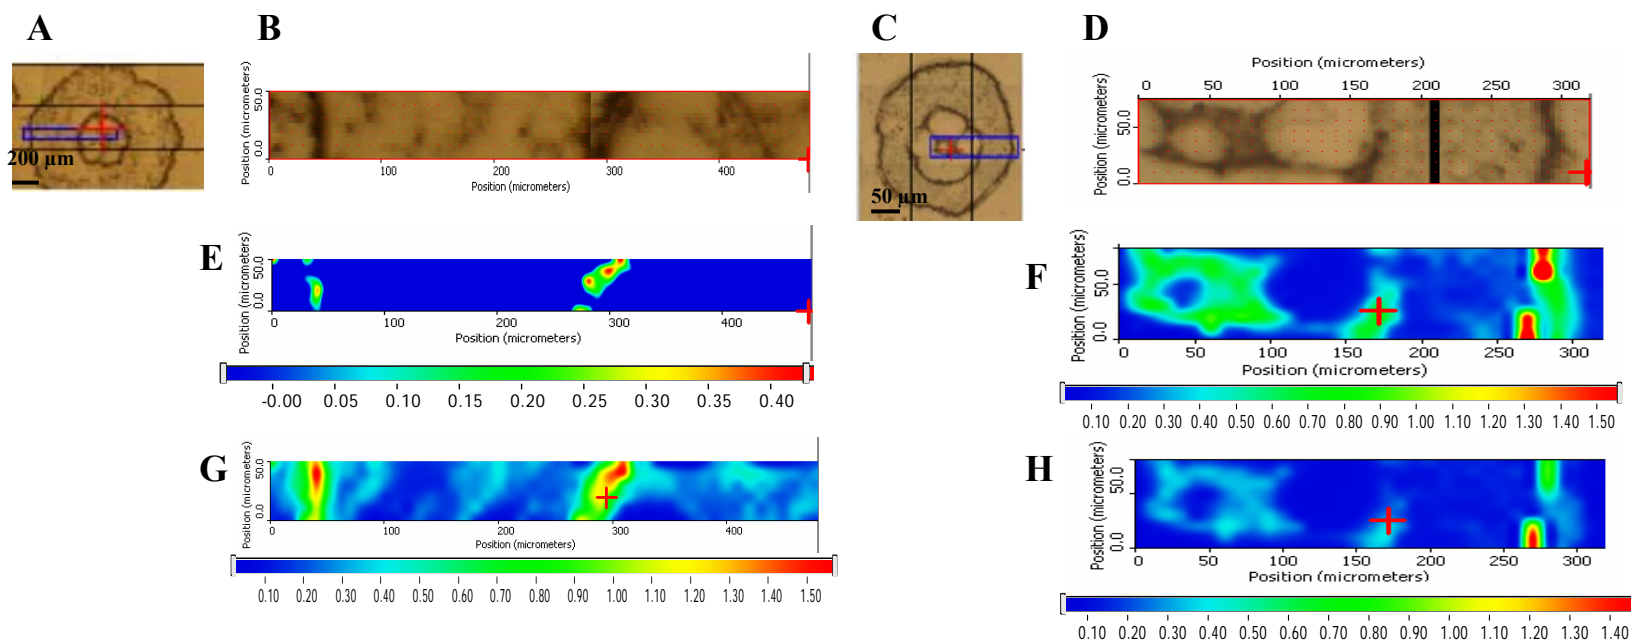 A
B
C
D
200 µm
Position (micrometers)
50.0
0.0
0 100 200 300 400
Position (micrometers)
50 µm
Position (micrometers)
0 50 100 150 200 250 300
Position (micrometers)
50.0
0.0
E
Position (micrometers)
50.0
0.0
0 100 200 300 400
Position (micrometers)
-0.00 0.05 0.10 0.15 0.20 0.25 0.30 0.35 0.40
F
Position (micrometers)
50.0
0.0
0 50 100 150 200 250 300
Position (micrometers)
0.10 0.20 0.30 0.40 0.50 0.60 0.70 0.80 0.90 1.00 1.10 1.20 1.30 1.40 1.50
G
Position (micrometers)
50.0
0.0
0 100 200 300 400
Position (micrometers)
0.10 0.20 0.30 0.40 0.50 0.60 0.70 0.80 0.90 1.00 1.10 1.20 1.30 1.40 1.50
H
Position (micrometers)
50.0
0.0
0 50 100 150 200 250 300
Position (micrometers)
0.10 0.20 0.30 0.40 0.50 0.60 0.70 0.80 0.90 1.00 1.10 1.20 1.30 1.40